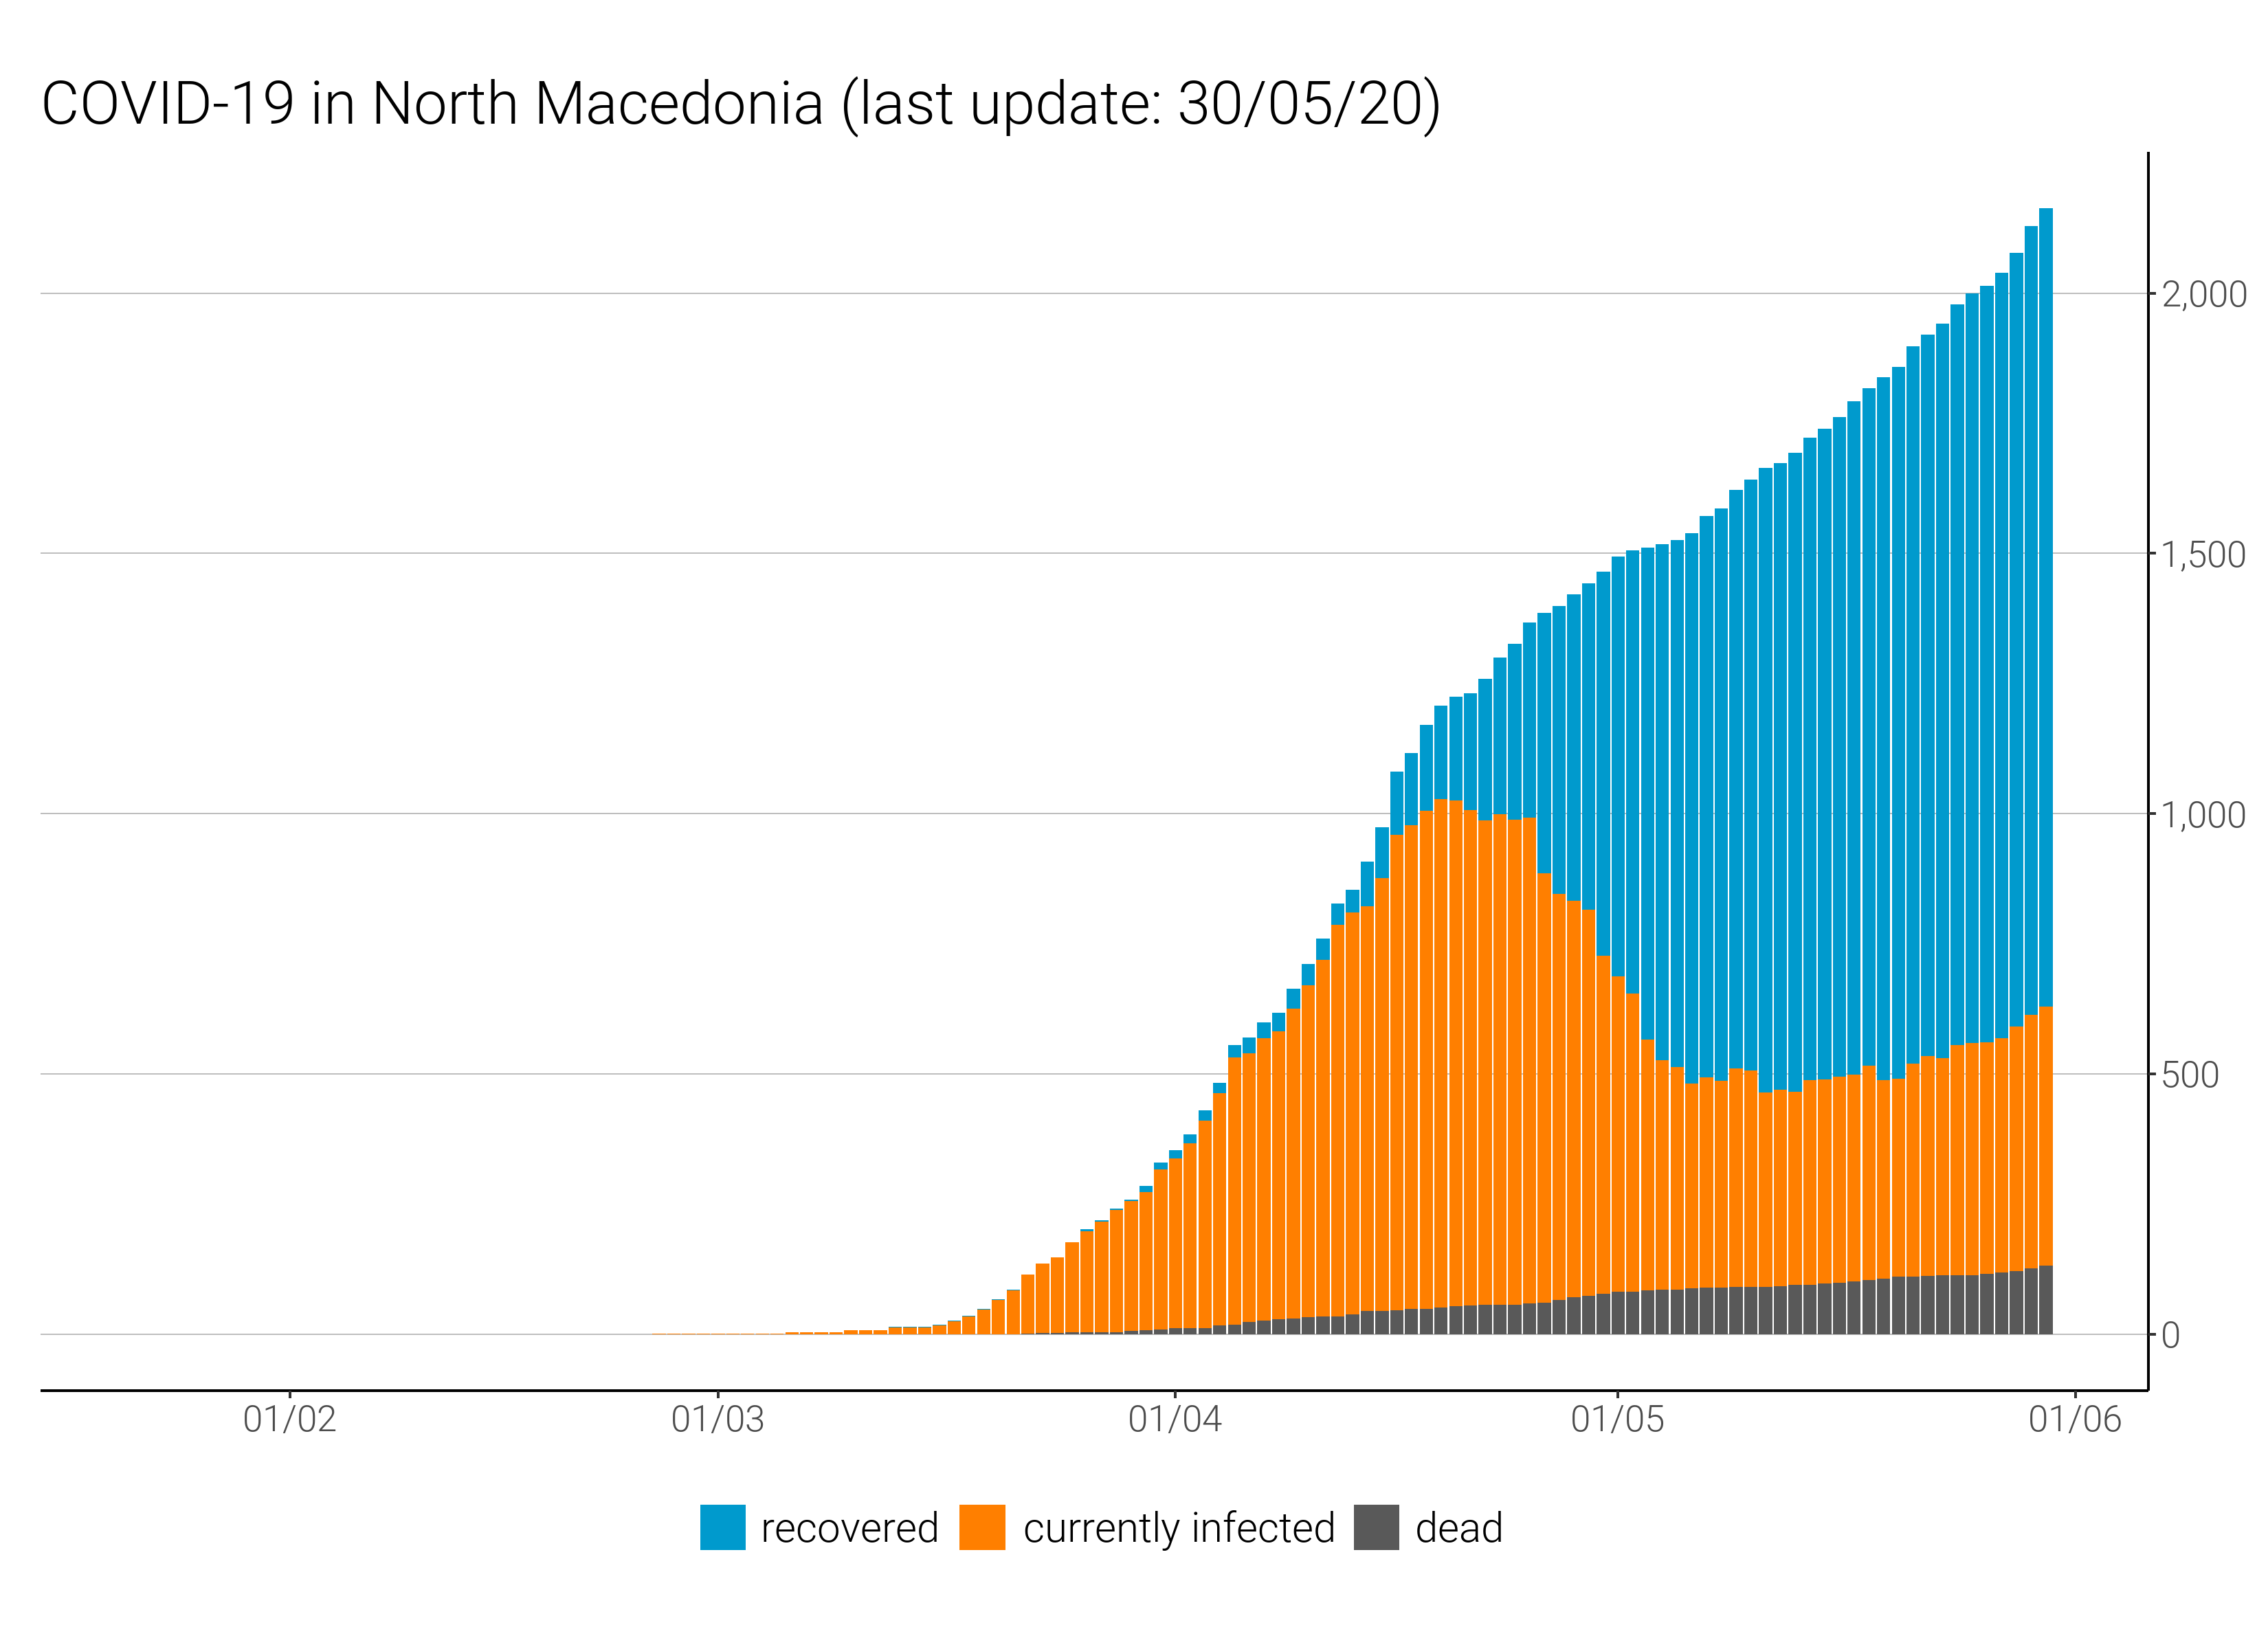 COVID-19 in North Macedonia (last update: 30/05/20)
2,000
1,500
1,000
500
0
01/02 01/03 01/04 01/05 01/06
recovered currently infected dead